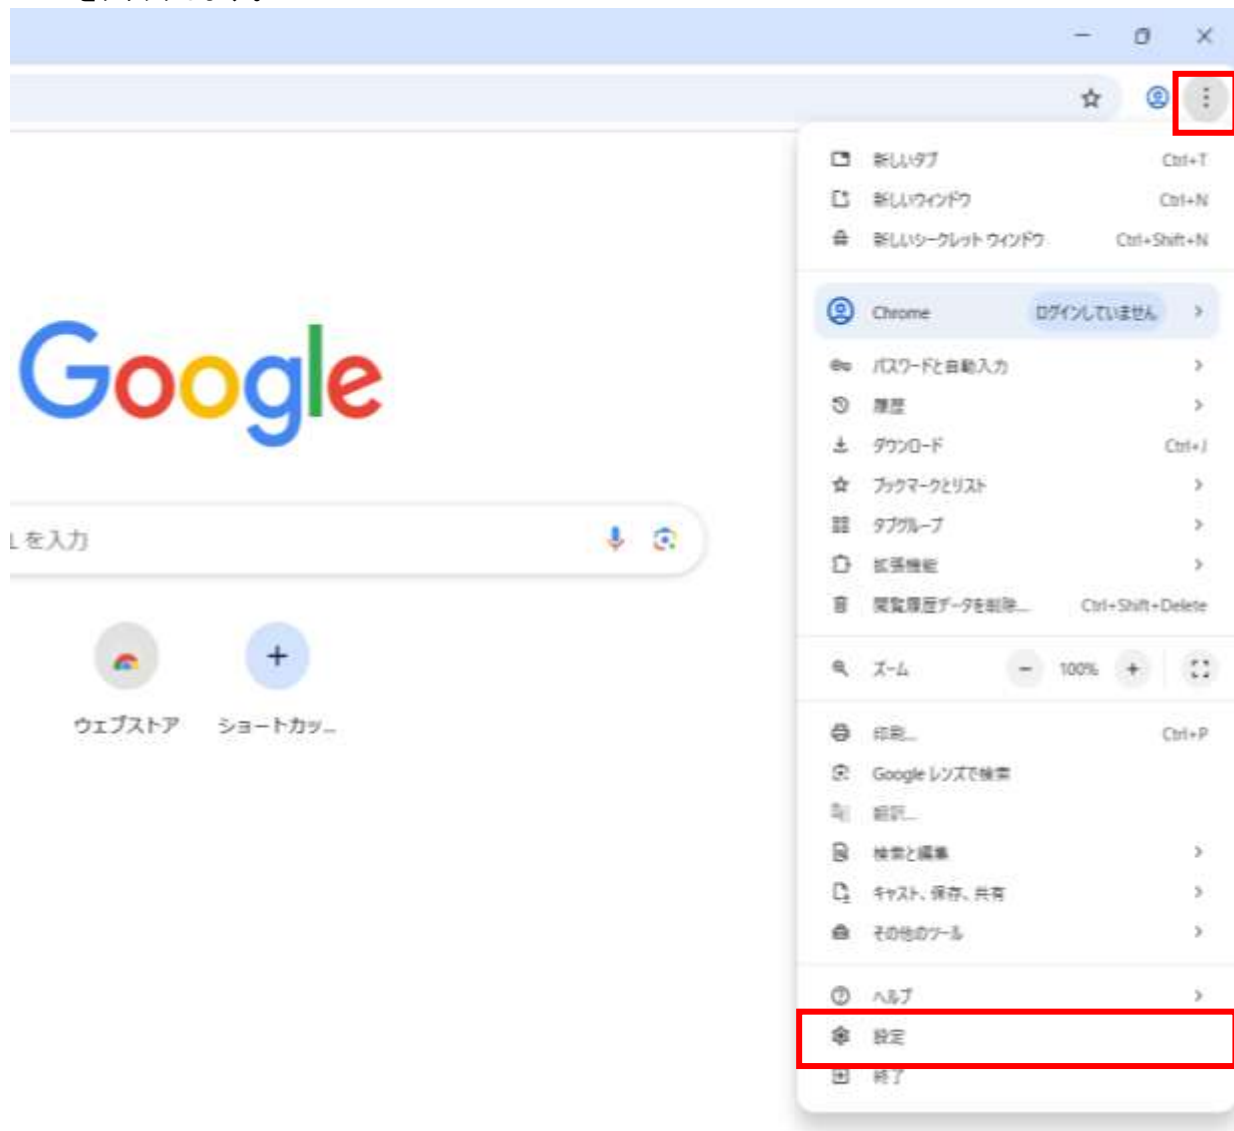 新しいタブ Ctrl+T
新しいウィンドウ Ctrl+N
新しいシークレット ウィンドウ Ctrl+Shift+N
Chrome ログインしていません
Google
パスワードと自動入力
履歴
ダウンロード Ctrl+J
ブックマークとリスト
タブグループ
を入力
拡張機能
閲覧履歴データを削除... Ctrl+Shift+Delete
ズーム − 100% +
ウェブストア ショートカッ...
印刷... Ctrl+P
Google レンズで検索
翻訳...
検索と編集
キャスト、保存、共有
その他のツール
ヘルプ
設定
終了